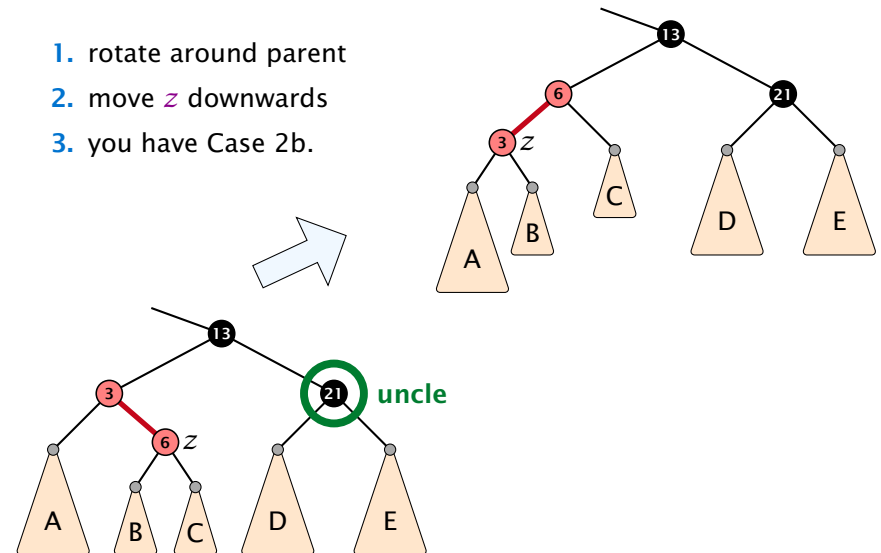 1. rotate around parent
2. move z downwards
3. you have Case 2b.
13
6
21
3 z
C
B
D
E
A
13
3
21
uncle
6 z
A
B
C
D
E